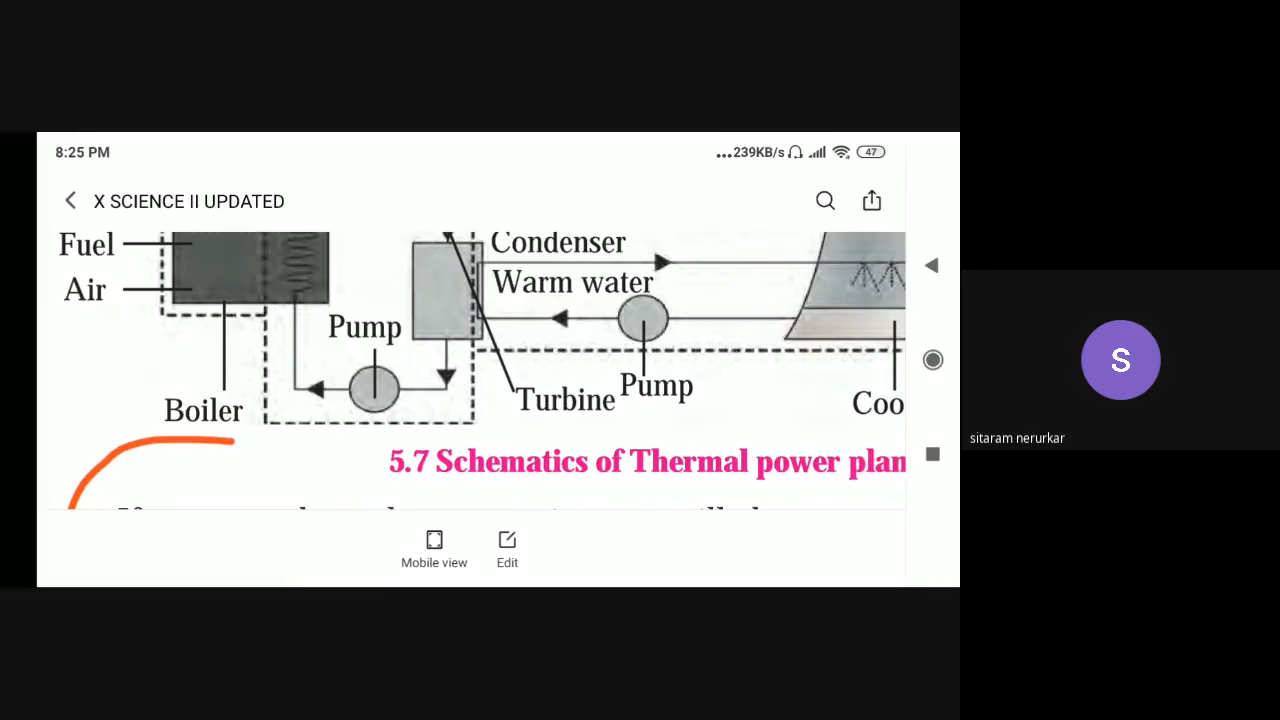 8:25 PM
...239KB/s
47
X SCIENCE II UPDATED
Fuel
Condenser
Air
Warm water
Pump
Turbine
Pump
Boiler
Coo
5.7 Schematics of Thermal power plan
Mobile view
Edit
S
sitaram nerurkar